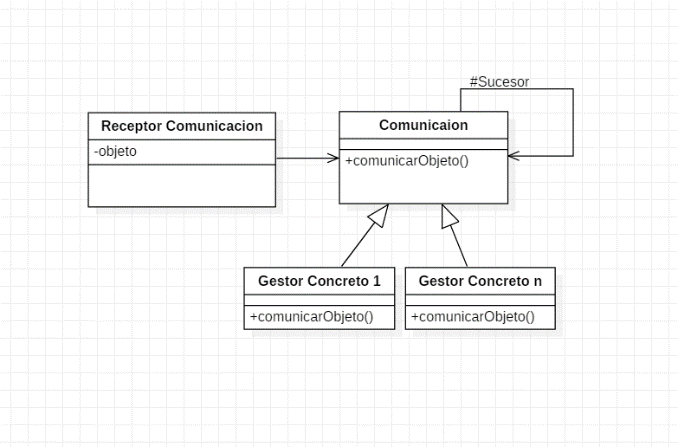 #Sucesor
Receptor Comunicacion
-objeto
Comunicaion
+comunicarObjeto()
Gestor Concreto 1
+comunicarObjeto()
Gestor Concreto n
+comunicarObjeto()